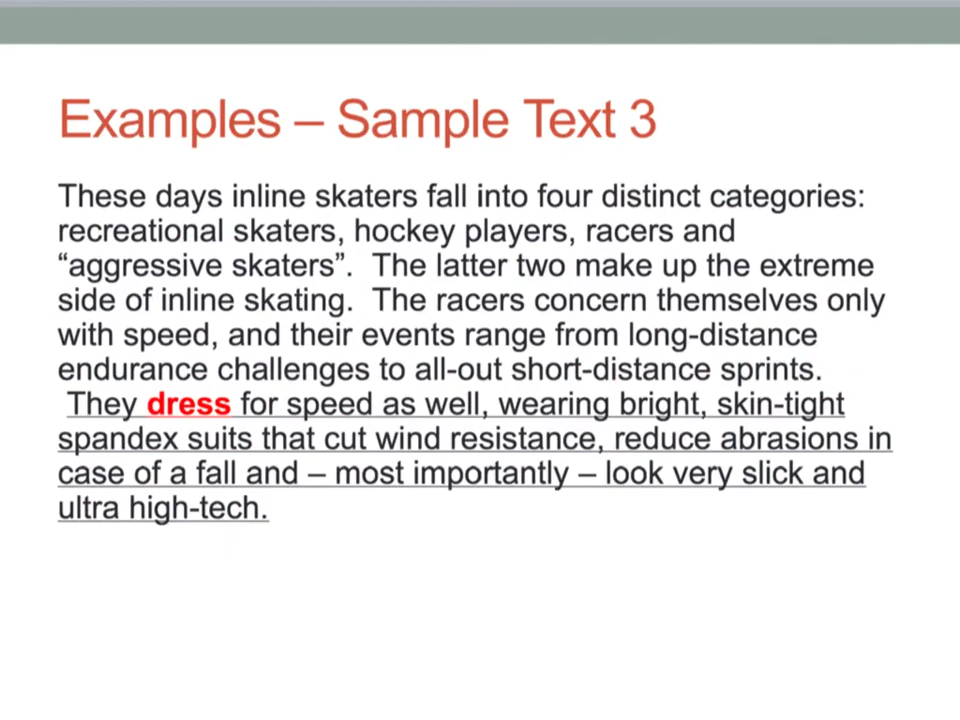 Examples – Sample Text 3
These days inline skaters fall into four distinct categories:
recreational skaters, hockey players, racers and
“aggressive skaters”.  The latter two make up the extreme
side of inline skating.  The racers concern themselves only
with speed, and their events range from long-distance
endurance challenges to all-out short-distance sprints.
They dress for speed as well, wearing bright, skin-tight
spandex suits that cut wind resistance, reduce abrasions in
case of a fall and – most importantly – look very slick and
ultra high-tech.